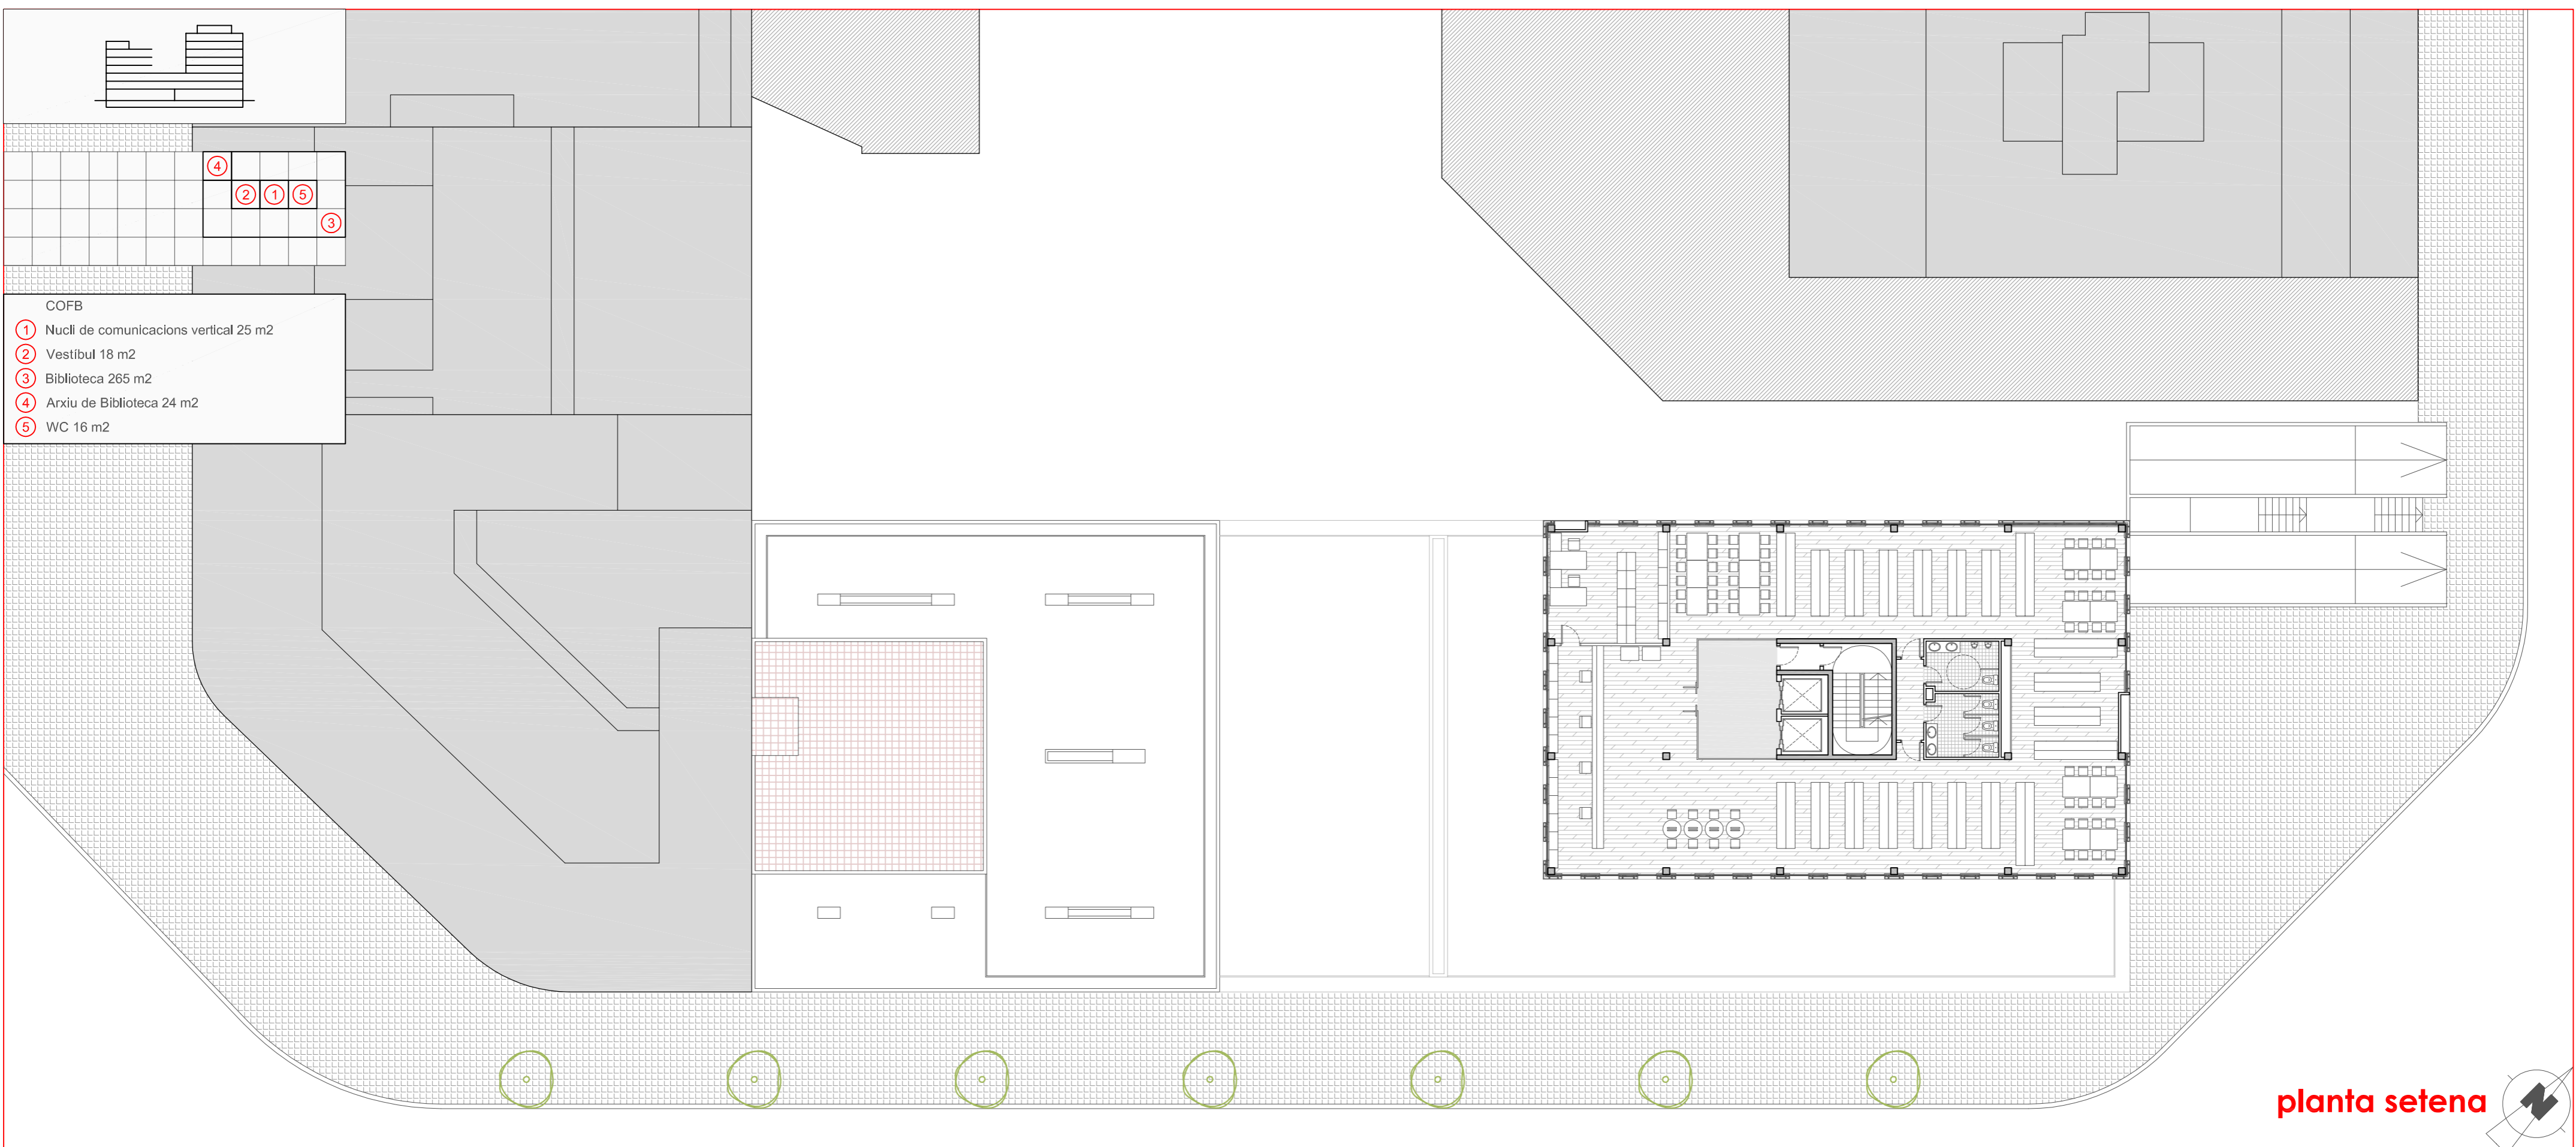 4
2 1 5
3
COFB
1 Nucli de comunicacions vertical 25 m2
2 Vestíbul 18 m2
3 Biblioteca 265 m2
4 Arxiu de Biblioteca 24 m2
5 WC 16 m2
planta setena
N